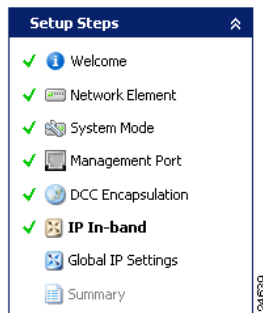 Setup Steps
Welcome
Network Element
System Mode
Management Port
DCC Encapsulation
IP In-band
Global IP Settings
Summary